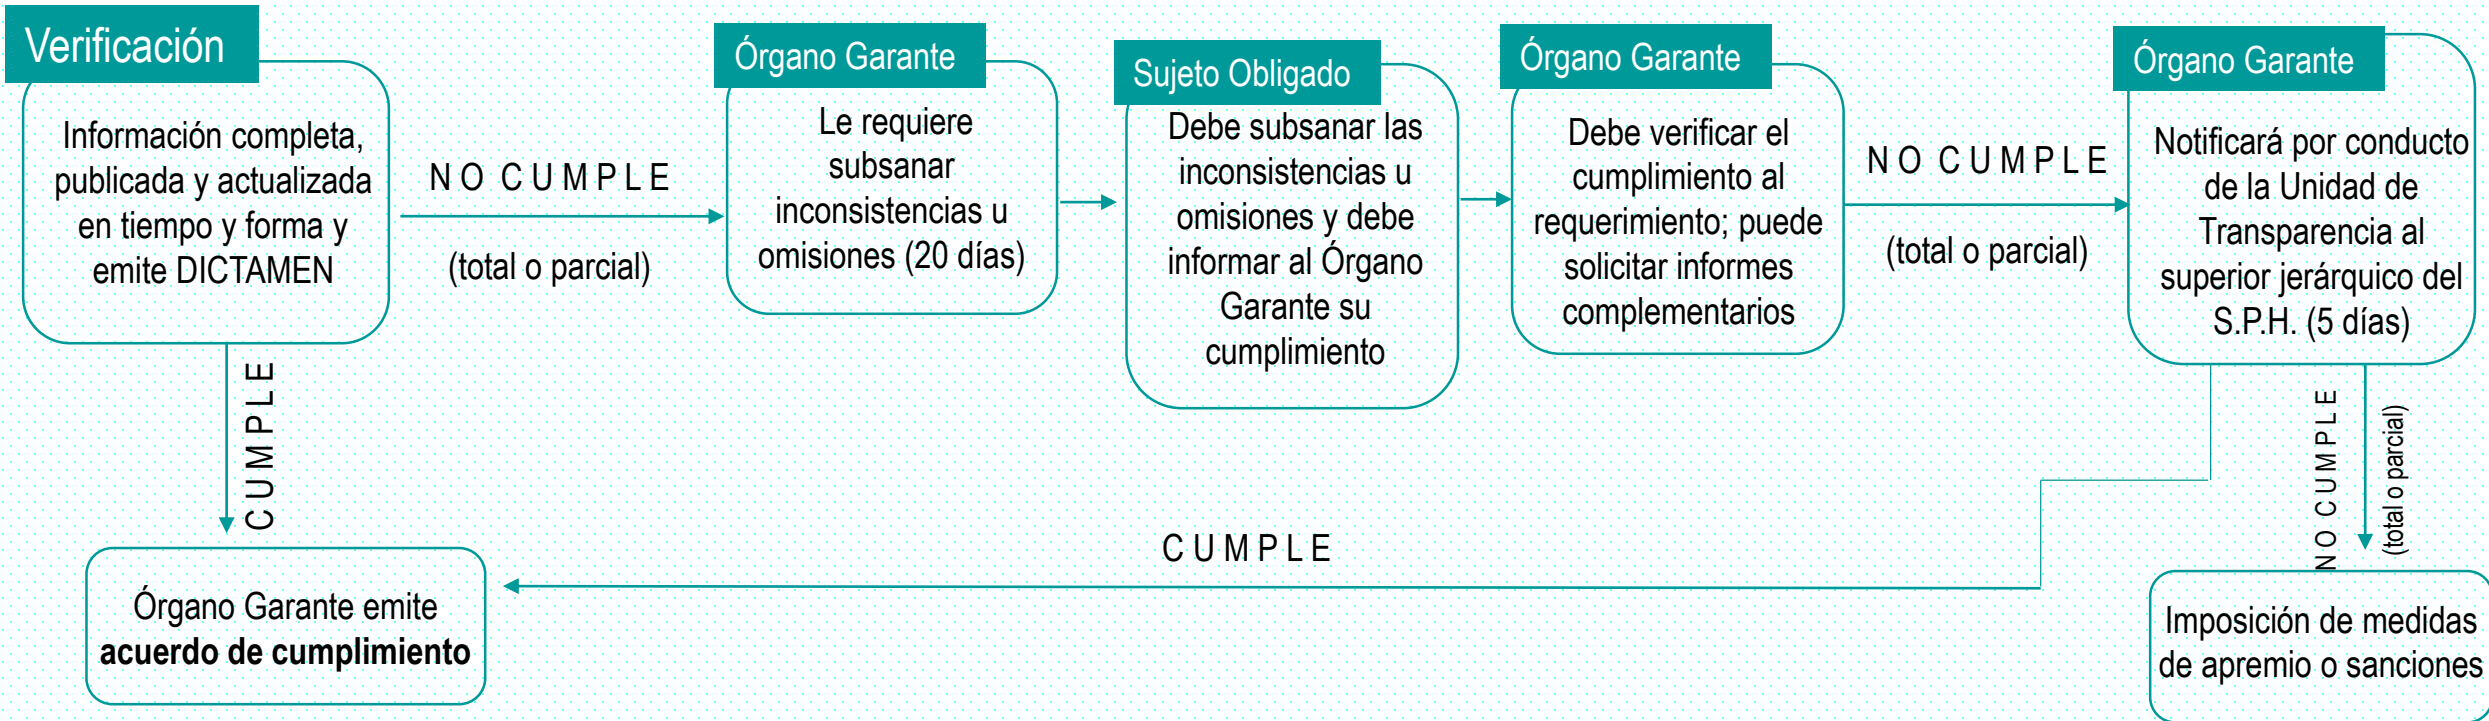 Verificación
Información completa,
publicada y actualizada
en tiempo y forma y
emite DICTAMEN
N O  C U M P L E
(total o parcial)
Órgano Garante
Le requiere
subsanar
inconsistencias u
omisiones (20 días)
Sujeto Obligado
Debe subsanar las
inconsistencias u
omisiones y debe
informar al Órgano
Garante su
cumplimiento
Órgano Garante
Debe verificar el
cumplimiento al
requerimiento; puede
solicitar informes
complementarios
N O  C U M P L E
(total o parcial)
Órgano Garante
Notificará por conducto
de la Unidad de
Transparencia al
superior jerárquico del
S.P.H. (5 días)
C U M P L E
N O  C U M P L E
(total o parcial)
C U M P L E
Órgano Garante emite
acuerdo de cumplimiento
Imposición de medidas
de apremio o sanciones